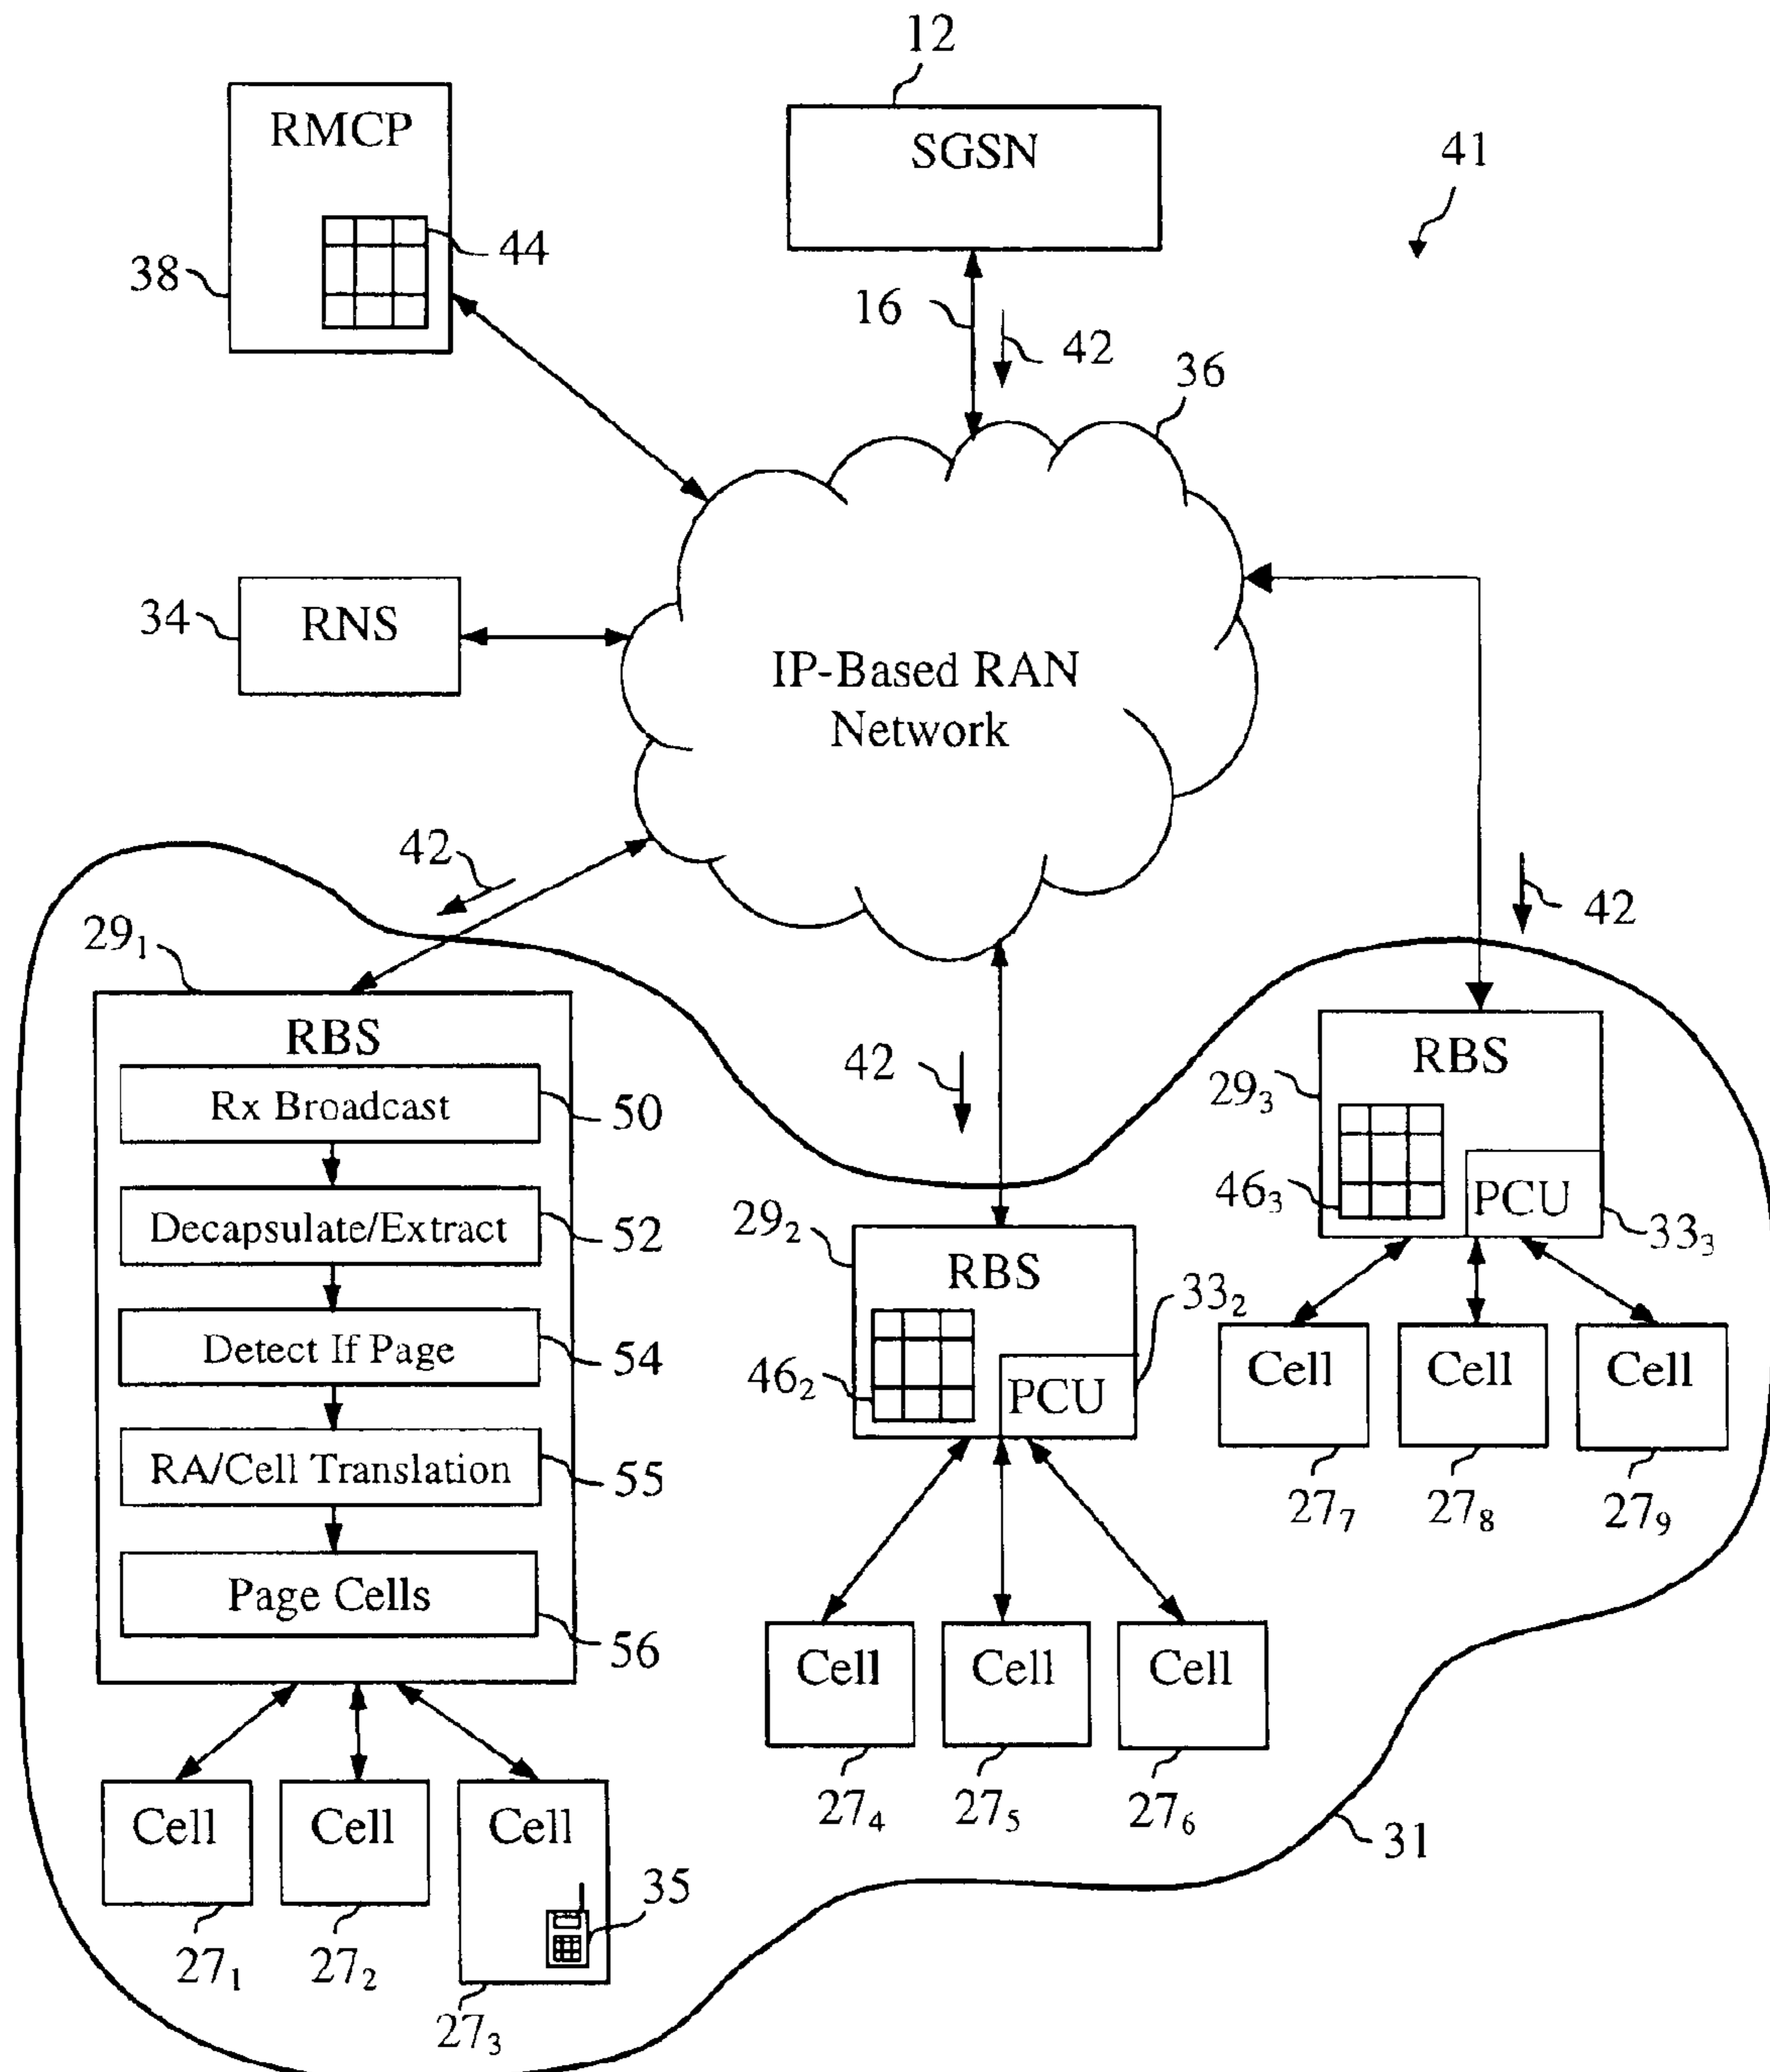 12
RMCP
SGSN
41
44
38
16
42
36
34
RNS
IP-Based RAN
Network
42
42
29₁
RBS
RBS
42
29₃
Rx Broadcast
50
46₃
PCU
33₃
Decapsulate/Extract
52
29₂
RBS
33₂
Detect If Page
54
46₂
PCU
Cell
Cell
Cell
RA/Cell Translation
55
27₇
27₈
27₉
Page Cells
56
Cell
Cell
Cell
27₄
27₅
27₆
31
Cell
Cell
Cell
35
27₁
27₂
27₃